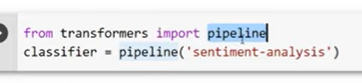 from transformers import pipeline
classifier = pipeline('sentiment-analysis')